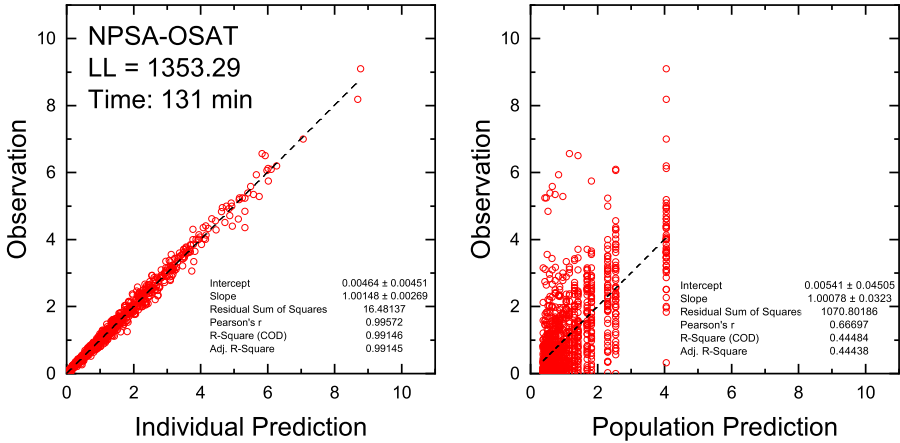 NPSA-OSAT
LL = 1353.29
Time: 131 min
10
8
6
4
2
0
Observation
Intercept 0.00464 ± 0.00451
Slope 1.00148 ± 0.00269
Residual Sum of Squares 16.48137
Pearson's r 0.99572
R-Square (COD) 0.99146
Adj. R-Square 0.99145
0 2 4 6 8 10
Individual Prediction
10
8
6
4
2
0
Observation
Intercept 0.00541 ± 0.04505
Slope 1.00078 ± 0.0323
Residual Sum of Squares 1070.80186
Pearson's r 0.66697
R-Square (COD) 0.44484
Adj. R-Square 0.44438
0 2 4 6 8 10
Population Prediction